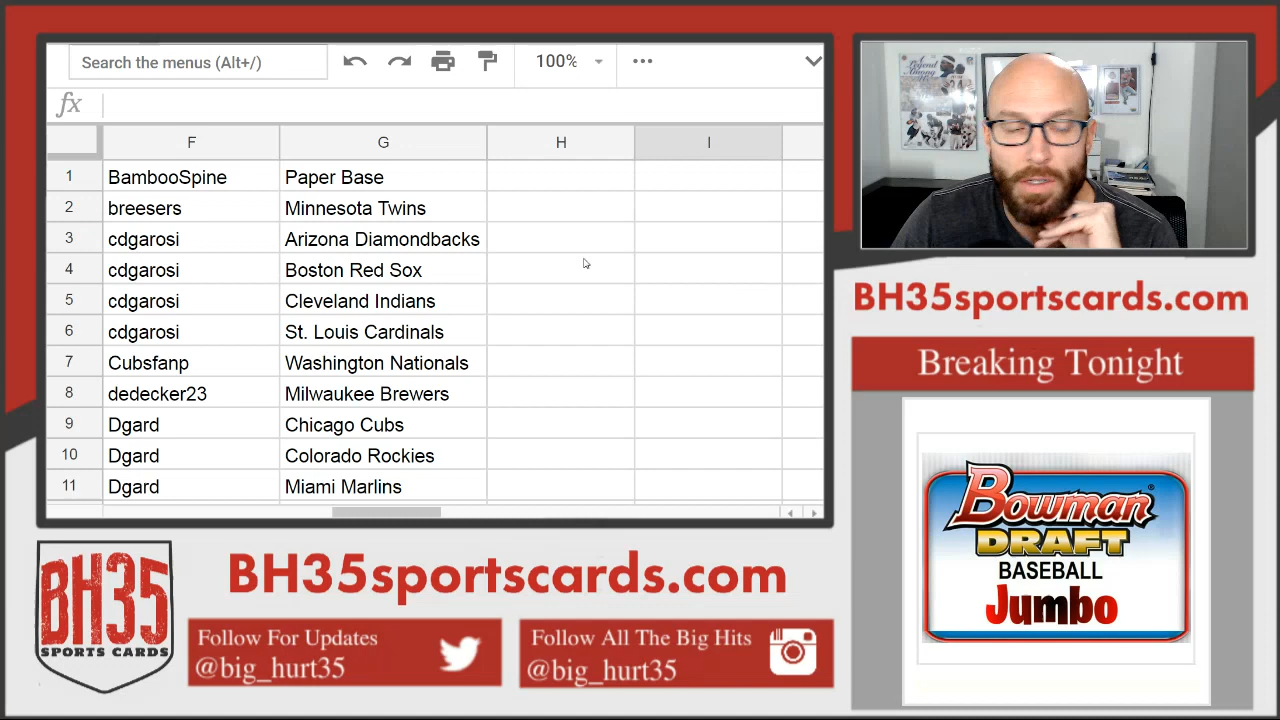 Search the menus (Alt+/)
100%
fx
F G H I
1 BambooSpine Paper Base
2 breesers Minnesota Twins
3 cdgarosi Arizona Diamondbacks
4 cdgarosi Boston Red Sox
5 cdgarosi Cleveland Indians
6 cdgarosi St. Louis Cardinals
7 Cubsfanp Washington Nationals
8 dedecker23 Milwaukee Brewers
9 Dgard Chicago Cubs
10 Dgard Colorado Rockies
11 Dgard Miami Marlins
BH35sportscards.com
Breaking Tonight
Bowman®
DRAFT
BASEBALL
Jumbo
BH35
SPORTS CARDS
BH35sportscards.com
Follow For Updates
@big_hurt35
Follow All The Big Hits
@big_hurt35